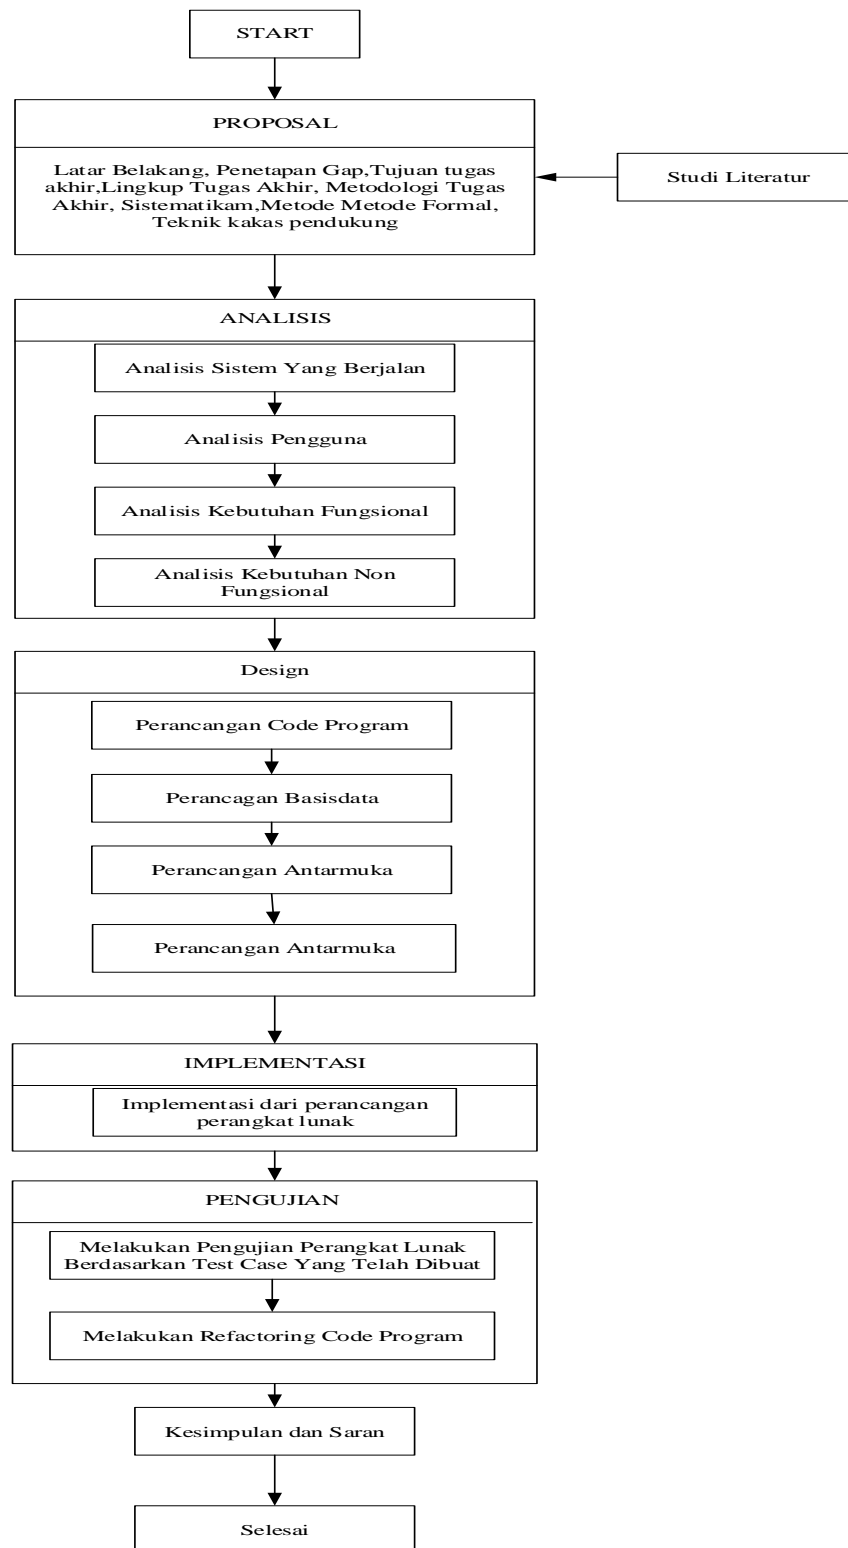 START
PROPOSAL
Latar Belakang, Penetapan Gap,Tujuan tugas
akhir,Lingkup Tugas Akhir, Metodologi Tugas
Akhir, Sistematikam,Metode Metode Formal,
Teknik kakas pendukung
Studi Literatur
ANALISIS
Analisis Sistem Yang Berjalan
Analisis Pengguna
Analisis Kebutuhan Fungsional
Analisis Kebutuhan Non
Fungsional
Design
Perancangan Code Program
Perancagan Basisdata
Perancangan Antarmuka
Perancangan Antarmuka
IMPLEMENTASI
Implementasi dari perancangan
perangkat lunak
PENGUJIAN
Melakukan Pengujian Perangkat Lunak
Berdasarkan Test Case Yang Telah Dibuat
Melakukan Refactoring Code Program
Kesimpulan dan Saran
Selesai